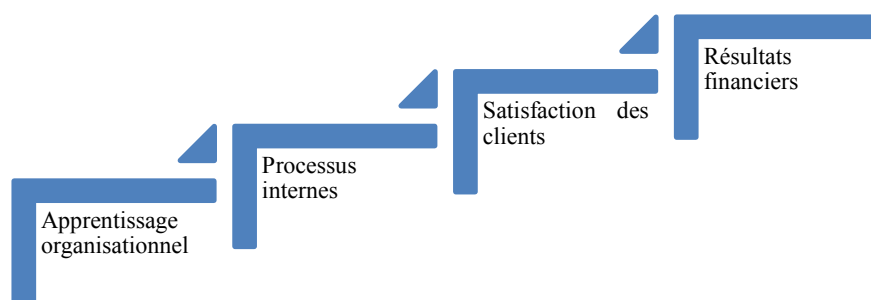 Apprentissage
organisationnel
Processus
internes
Satisfaction des
clients
Résultats
financiers